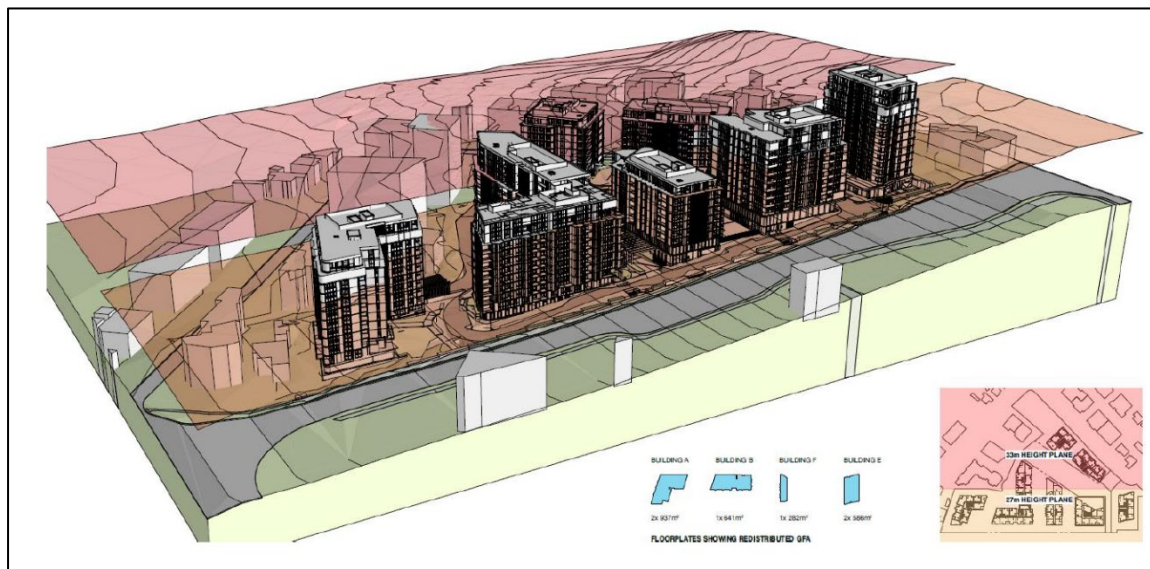 33m HEIGHT PLANE
27m HEIGHT PLANE
BUILDING A
BUILDING B
BUILDING F
BUILDING E
2x 937m²
1x 641m²
1x 282m²
2x 586m²
FLOORPLATES SHOWING REDISTRIBUTED GFA